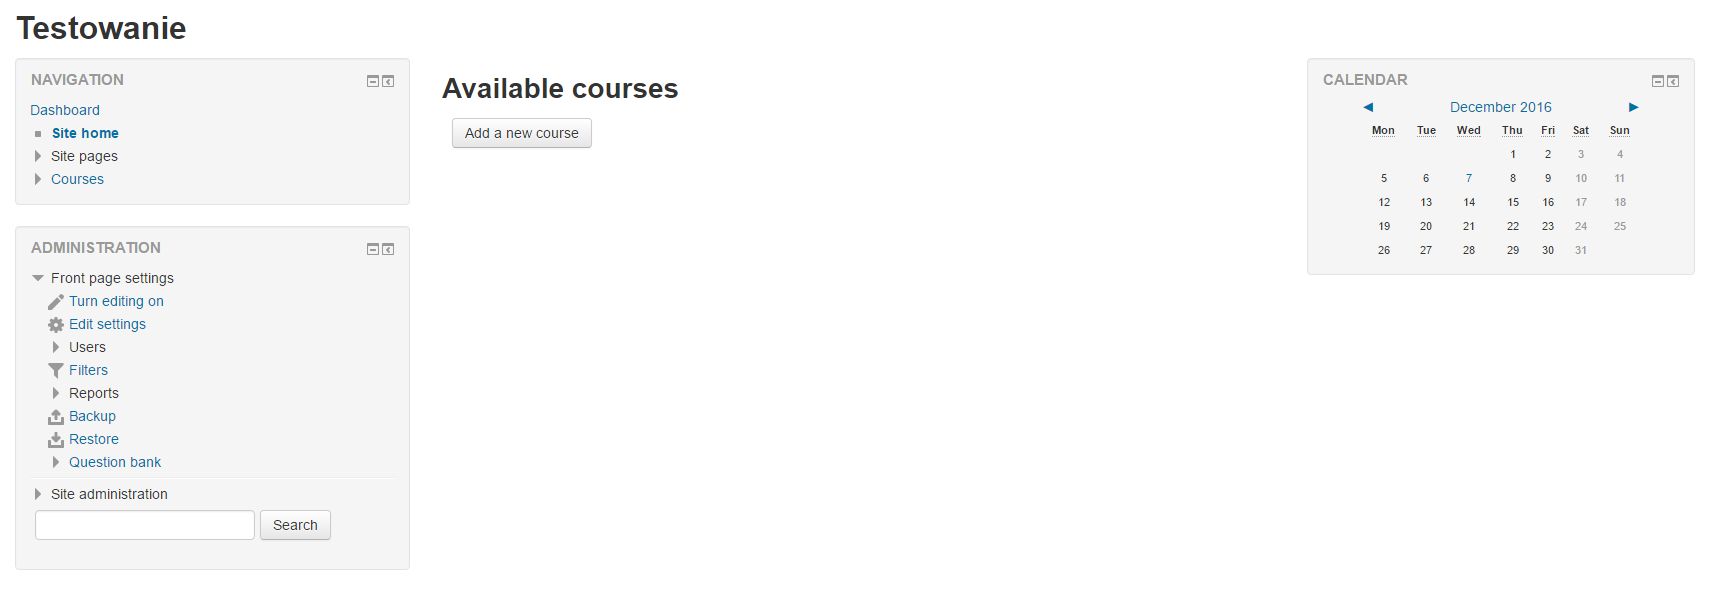 Testowanie
NAVIGATION
Dashboard
Site home
Site pages
Courses
ADMINISTRATION
Front page settings
Turn editing on
Edit settings
Users
Filters
Reports
Backup
Restore
Question bank
Site administration
Search
Available courses
Add a new course
CALENDAR
◀ December 2016 ▶
Mon Tue Wed Thu Fri Sat Sun
1 2 3 4
5 6 7 8 9 10 11
12 13 14 15 16 17 18
19 20 21 22 23 24 25
26 27 28 29 30 31